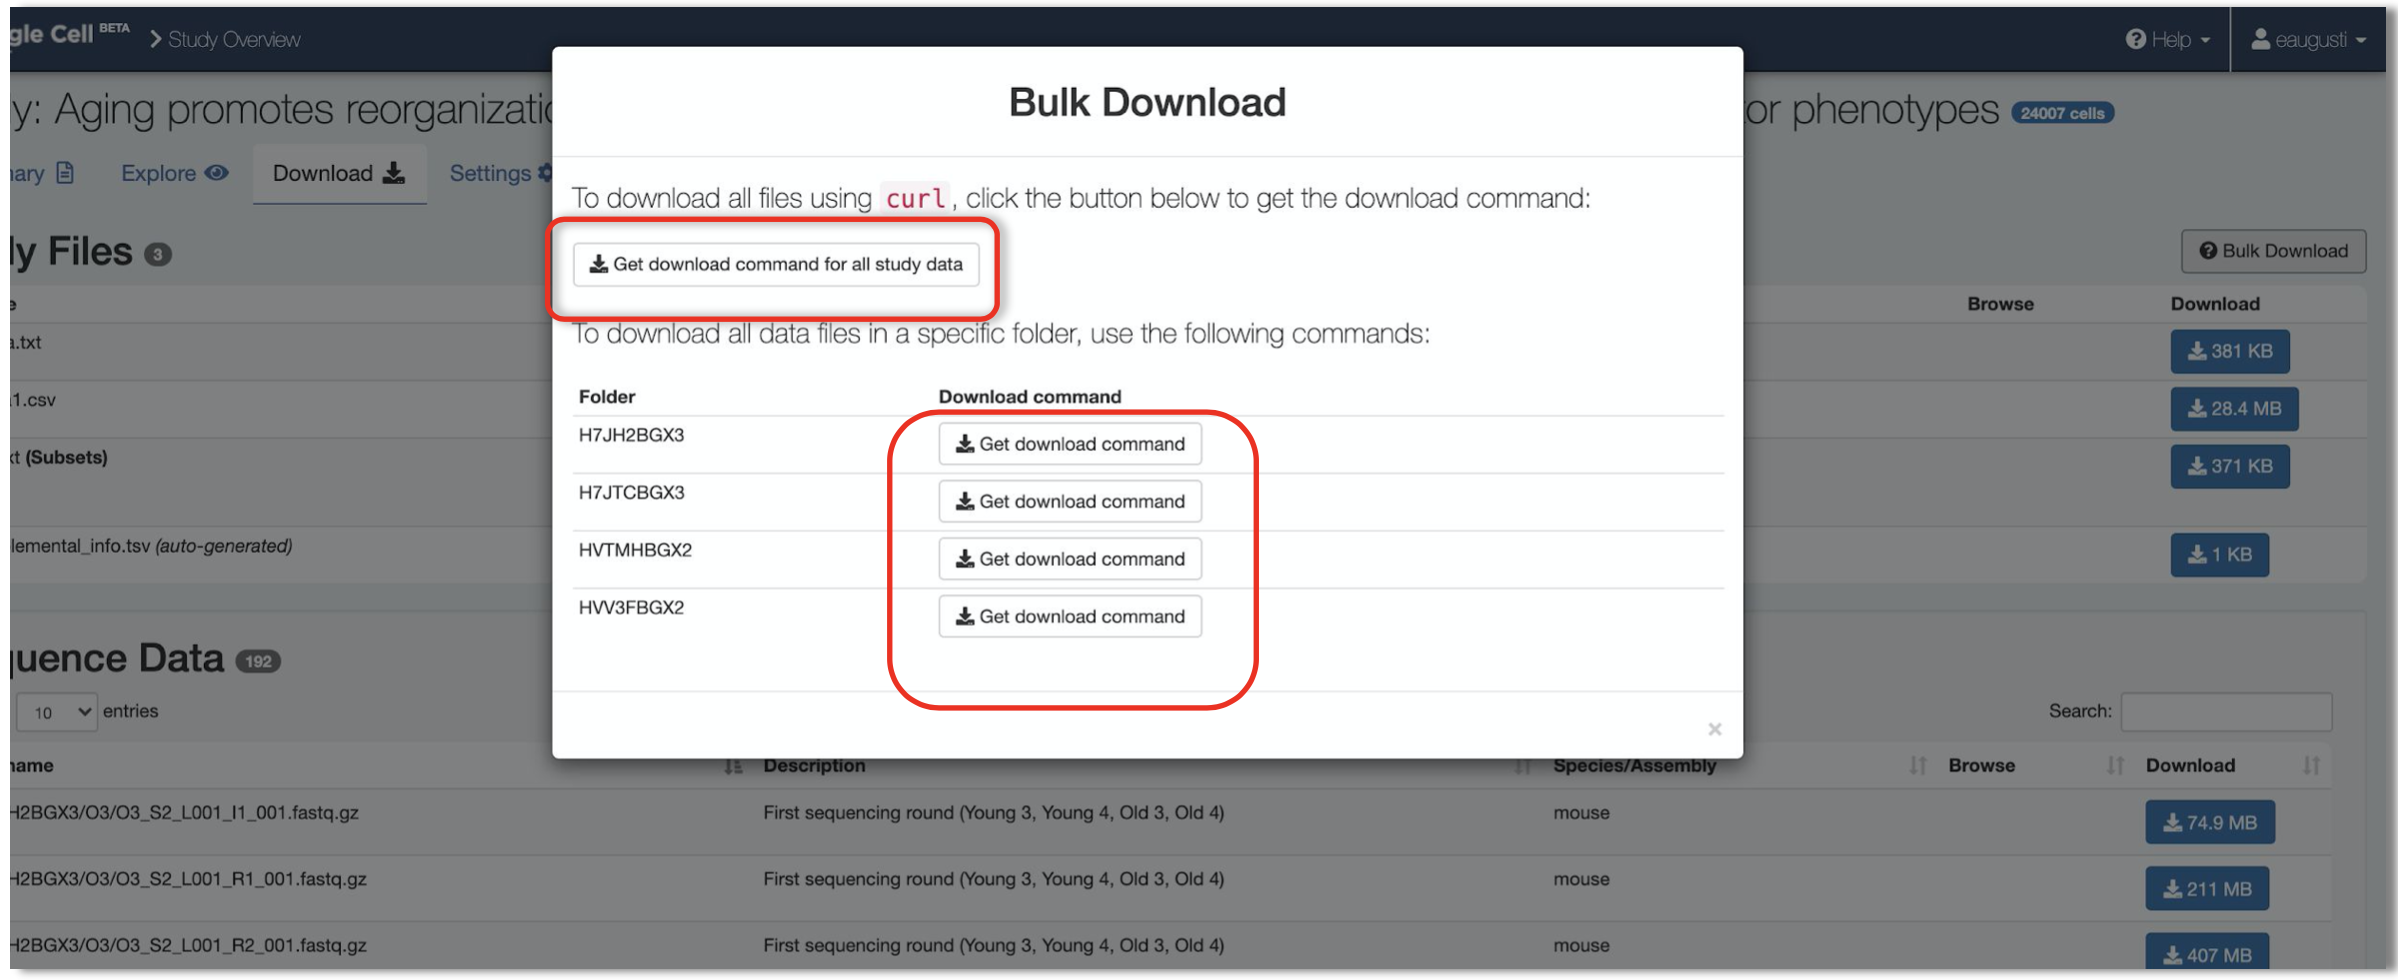 gle Cell BETA > Study Overview
Help
eaugusti
y: Aging promotes reorganizatio
or phenotypes 24007 cells
ary Explore Download Settings
Bulk Download
To download all files using curl, click the button below to get the download command:
Get download command for all study data
To download all data files in a specific folder, use the following commands:
Folder Download command
H7JH2BGX3 Get download command
H7JTCBGX3 Get download command
HVTMHBGX2 Get download command
HVV3FBGX2 Get download command
×
ly Files 3
Bulk Download
e Browse Download
a.txt 381 KB
1.csv 28.4 MB
xt (Subsets) 371 KB
lemental_info.tsv (auto-generated) 1 KB
uence Data 192
10 entries
Search:
name Description Species/Assembly Browse Download
H2BGX3/O3/O3_S2_L001_I1_001.fastq.gz First sequencing round (Young 3, Young 4, Old 3, Old 4) mouse 74.9 MB
H2BGX3/O3/O3_S2_L001_R1_001.fastq.gz First sequencing round (Young 3, Young 4, Old 3, Old 4) mouse 211 MB
H2BGX3/O3/O3_S2_L001_R2_001.fastq.gz First sequencing round (Young 3, Young 4, Old 3, Old 4) mouse 407 MB